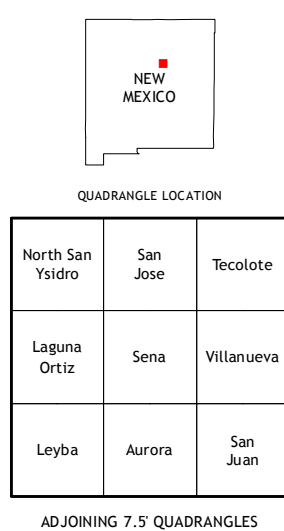 NEW
MEXICO
QUADRANGLE LOCATION
North San
Ysidro
San
Jose
Tecolote
Laguna
Ortiz
Sena
Villanueva
Leyba
Aurora
San
Juan
ADJOINING 7.5' QUADRANGLES